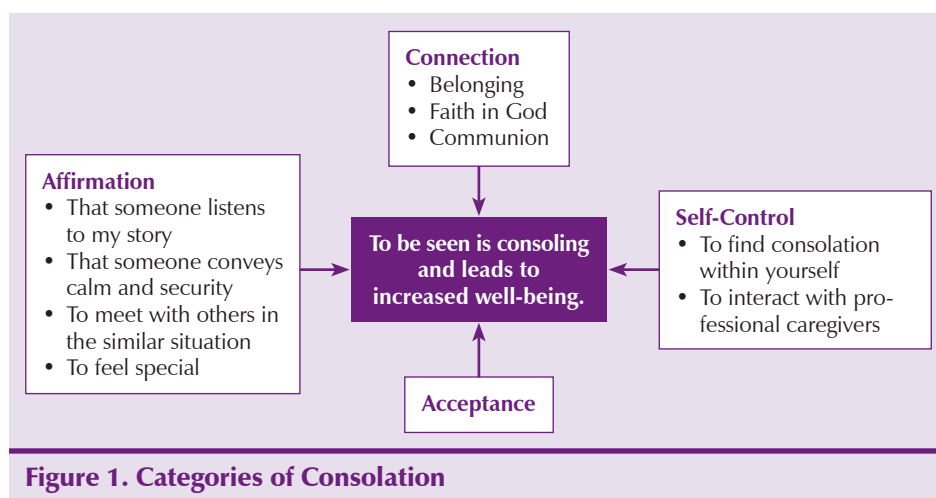 Connection
• Belonging
• Faith in God
• Communion
Affirmation
• That someone listens
to my story
• That someone conveys
calm and security
• To meet with others in
the similar situation
• To feel special
To be seen is consoling
and leads to
increased well-being.
Self-Control
• To find consolation
within yourself
• To interact with pro-
fessional caregivers
Acceptance
Figure 1. Categories of Consolation